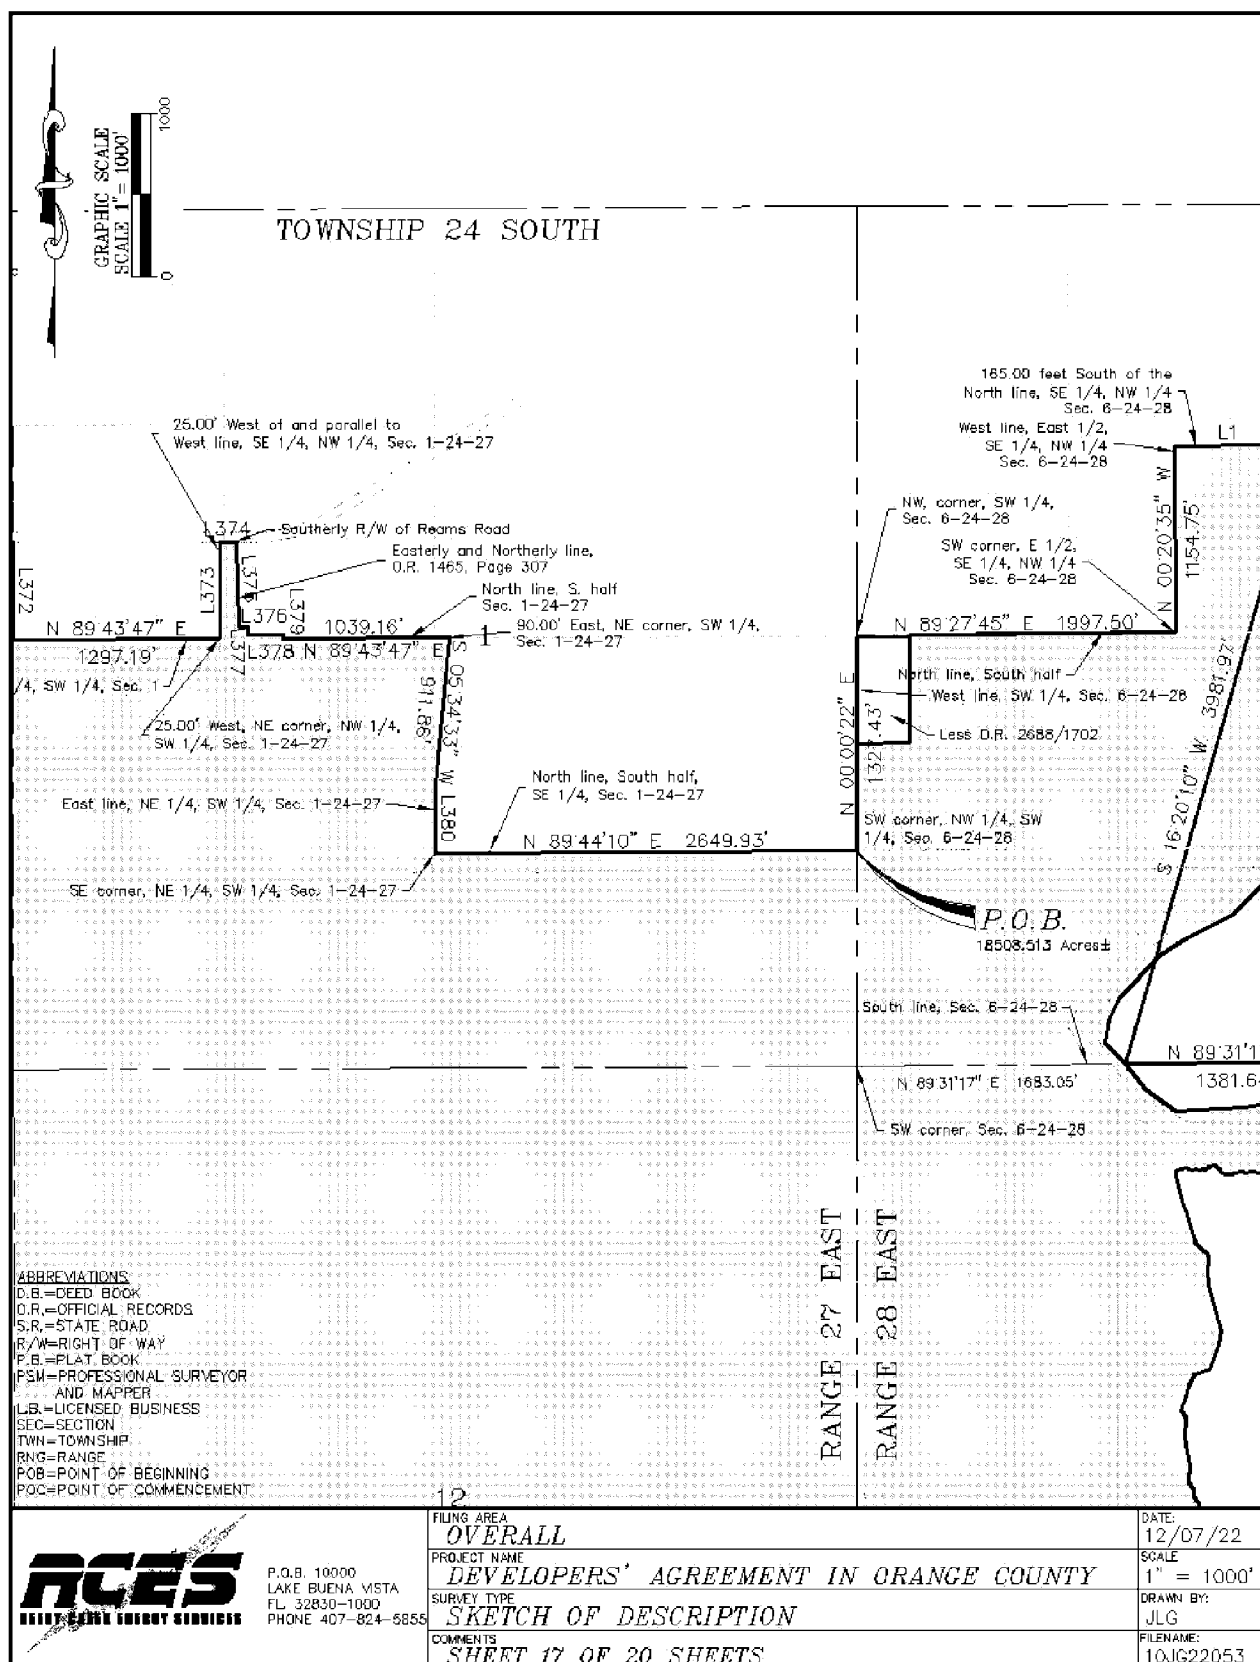 GRAPHIC SCALE
SCALE 1"= 1000'
0
1000
TOWNSHIP 24 SOUTH
165.00 feet South of the
North line, SE 1/4, NW 1/4
Sec. 6-24-28
West line, East 1/2,
SE 1/4, NW 1/4
Sec. 6-24-28
L1
25.00' West of and parallel to
West line, SE 1/4, NW 1/4, Sec. 1-24-27
NW, corner, SW 1/4,
Sec. 6-24-28
SW corner, E 1/2,
SE 1/4, NW 1/4
Sec. 6-24-28
N 00°20'35" W
1154.75'
L374
Southerly R/W of Reams Road
Easterly and Northerly line,
O.R. 1465, Page 307
North line, S. half
Sec. 1-24-27
90.00' East, NE corner, SW 1/4,
Sec. 1-24-27
L372
L373
L375
L376
L379
L377
L378
N 89°43'47" E
1297.19'
1039.16'
N 89°43'47" E
1
N 89°27'45" E 1997.50'
/4, SW 1/4, Sec. 1
25.00' West, NE corner, NW 1/4,
SW 1/4, Sec. 1-24-27
S 05°34'33" W
911.86'
L380
North line, South half
West line, SW 1/4, Sec. 6-24-28
Less O.R. 2688/1702
N 00°00'22" E
S 16°20'10" W 3981.97'
East line, NE 1/4, SW 1/4, Sec. 1-24-27
North line, South half,
SE 1/4, Sec. 1-24-27
N 89°44'10" E 2649.93'
SW corner, NW 1/4, SW
1/4, Sec. 6-24-28
SE corner, NE 1/4, SW 1/4, Sec. 1-24-27
P.O.B.
18508.513 Acres±
South line, Sec. 6-24-28
N 89°31'1
1381.6
N 89°31'17" E 1683.05'
SW corner, Sec. 6-24-28
RANGE 27 EAST
RANGE 28 EAST
ABBREVIATIONS
D.B.=DEED BOOK
O.R.=OFFICIAL RECORDS
S.R.=STATE ROAD
R/W=RIGHT OF WAY
P.B.=PLAT BOOK
PSM=PROFESSIONAL SURVEYOR
AND MAPPER
LB.=LICENSED BUSINESS
SEC=SECTION
TWN=TOWNSHIP
RNG=RANGE
POB=POINT OF BEGINNING
POC=POINT OF COMMENCEMENT
12
RCES
REEDY CREEK ENERGY SERVICES
P.O.B. 10000
LAKE BUENA VISTA
FL 32830-1000
PHONE 407-824-5855
FILING AREA
OVERALL
PROJECT NAME
DEVELOPERS' AGREEMENT IN ORANGE COUNTY
SURVEY TYPE
SKETCH OF DESCRIPTION
COMMENTS
SHEET 17 OF 20 SHEETS
DATE:
12/07/22
SCALE
1" = 1000'
DRAWN BY:
JLG
FILENAME:
10JG22053